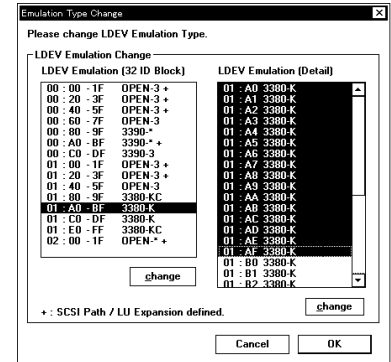 Emulation Type Change
Please change LDEV Emulation Type.
LDEV Emulation Change
LDEV Emulation (32 ID Block)
00 : 00 - 1F OPEN-3 +
00 : 20 - 3F OPEN-3 +
00 : 40 - 5F OPEN-3 +
00 : 60 - 7F OPEN-3
00 : 80 - 9F 3390-*
00 : A0 - BF 3390-* +
00 : C0 - DF 3390-3
01 : 00 - 1F OPEN-3 +
01 : 20 - 3F OPEN-3 +
01 : 40 - 5F OPEN-3
01 : 80 - 9F 3380-KC
01 : A0 - BF 3380-K
01 : C0 - DF 3380-K
01 : E0 - FF 3380-KC
02 : 00 - 1F OPEN-* +
change
LDEV Emulation (Detail)
01 : A0 3380-K
01 : A1 3380-K
01 : A2 3380-K
01 : A3 3380-K
01 : A4 3380-K
01 : A5 3380-K
01 : A6 3380-K
01 : A7 3380-K
01 : A8 3380-K
01 : A9 3380-K
01 : AA 3380-K
01 : AB 3380-K
01 : AC 3380-K
01 : AD 3380-K
01 : AE 3380-K
01 : AF 3380-K
01 : B0 3380-K
01 : B1 3380-K
01 : B2 3380-K
change
+ : SCSI Path / LU Expansion defined.
Cancel
OK